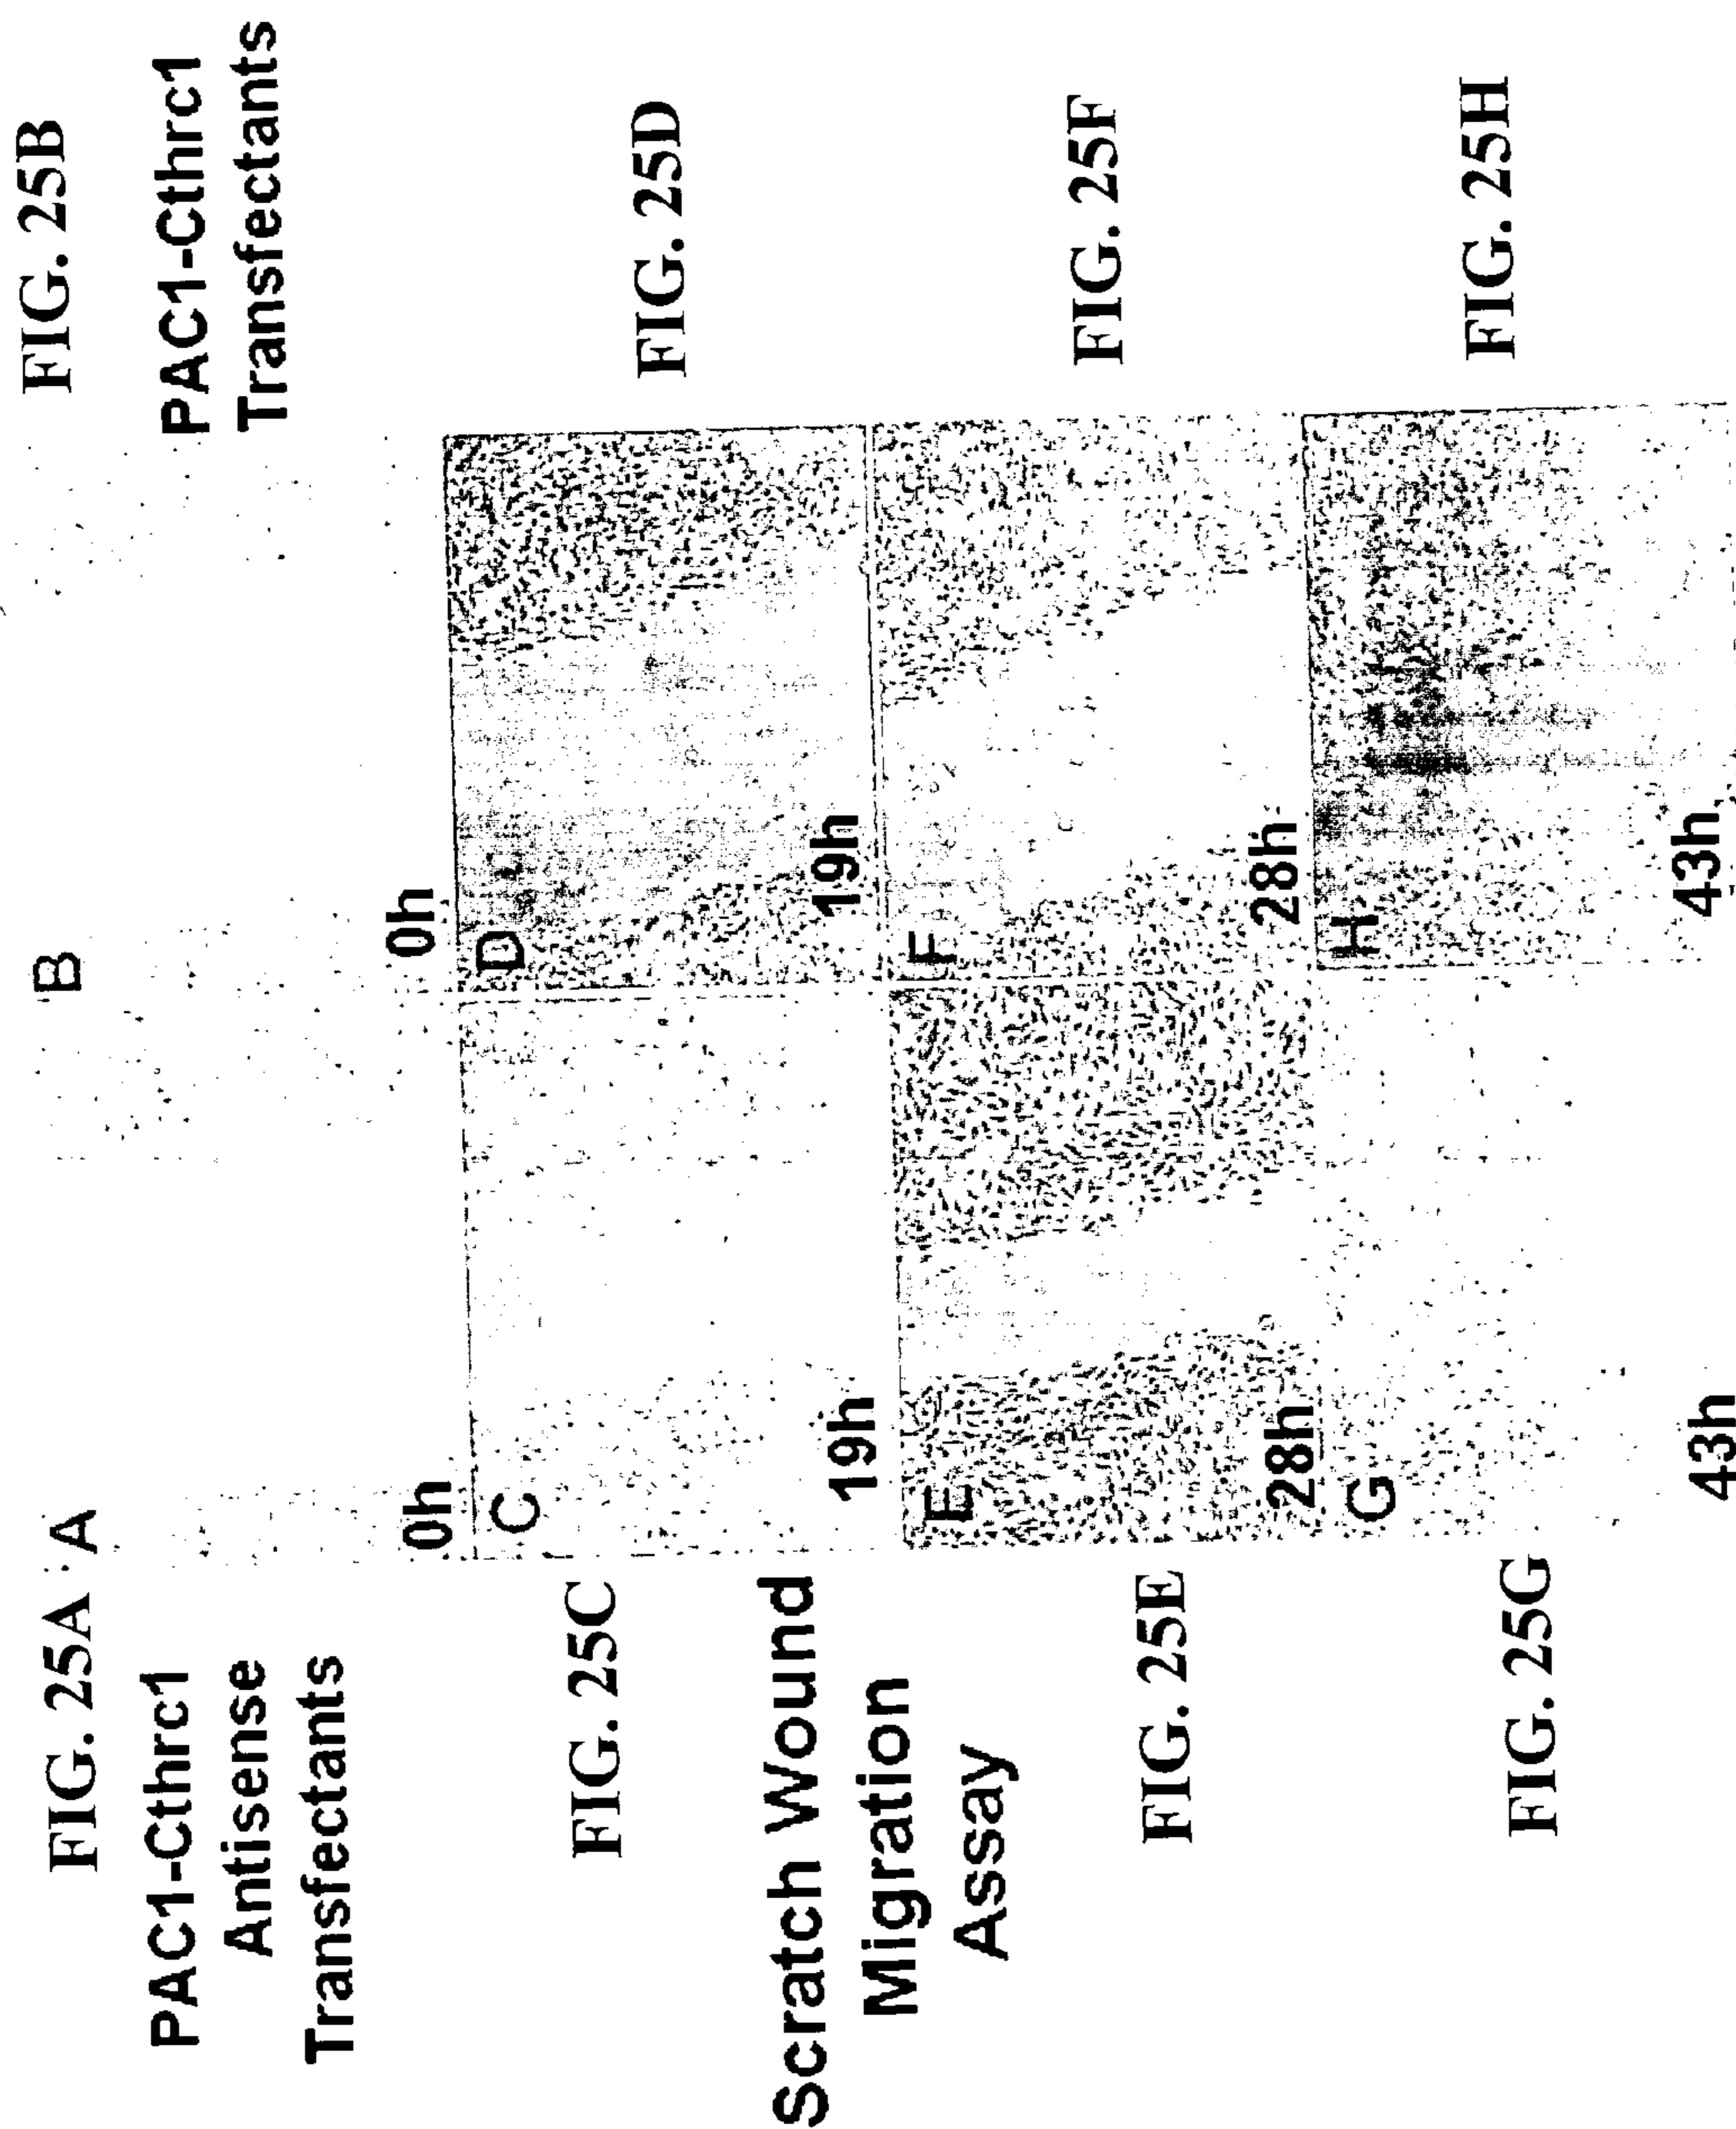 FIG. 25A
A
B
FIG. 25B
PAC1-Cthrc1
Antisense
Transfectants
PAC1-Cthrc1
Transfectants
0h
0h
FIG. 25C
C
D
FIG. 25D
19h
19h
Scratch Wound
Migration
Assay
E
F
FIG. 25F
FIG. 25E
28h
28h
G
H
FIG. 25H
FIG. 25G
43h
43h